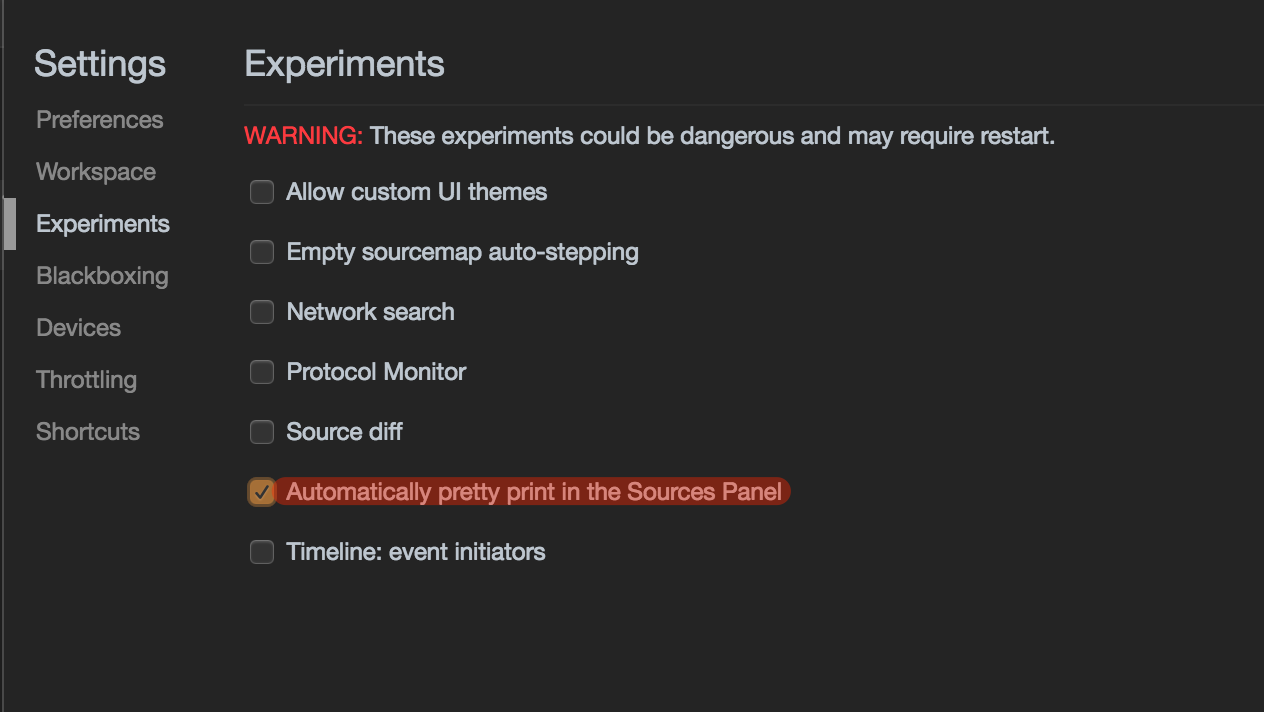 Settings
Preferences
Workspace
Experiments
Blackboxing
Devices
Throttling
Shortcuts
Experiments
WARNING: These experiments could be dangerous and may require restart.
Allow custom UI themes
Empty sourcemap auto-stepping
Network search
Protocol Monitor
Source diff
Automatically pretty print in the Sources Panel
Timeline: event initiators